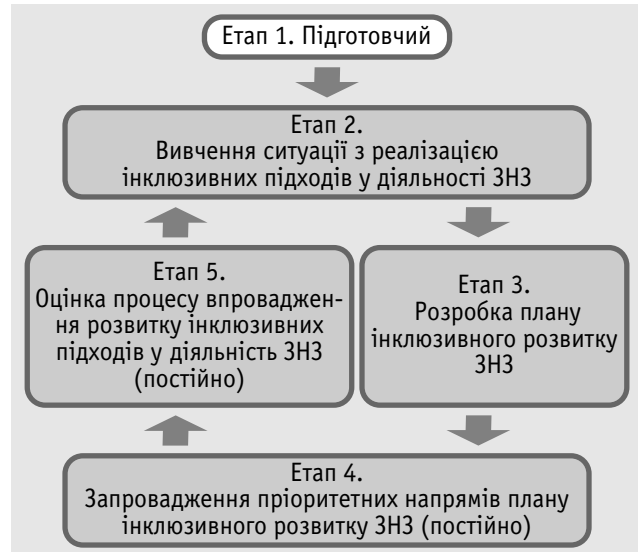 Етап 1. Підготовчий
Етап 2.
Вивчення ситуації з реалізацією
інклюзивних підходів у діяльності ЗНЗ
Етап 5.
Оцінка процесу впроваджен-
ня розвитку інклюзивних
підходів у діяльність ЗНЗ
(постійно)
Етап 3.
Розробка плану
інклюзивного розвитку
ЗНЗ
Етап 4.
Запровадження пріоритетних напрямів плану
інклюзивного розвитку ЗНЗ (постійно)